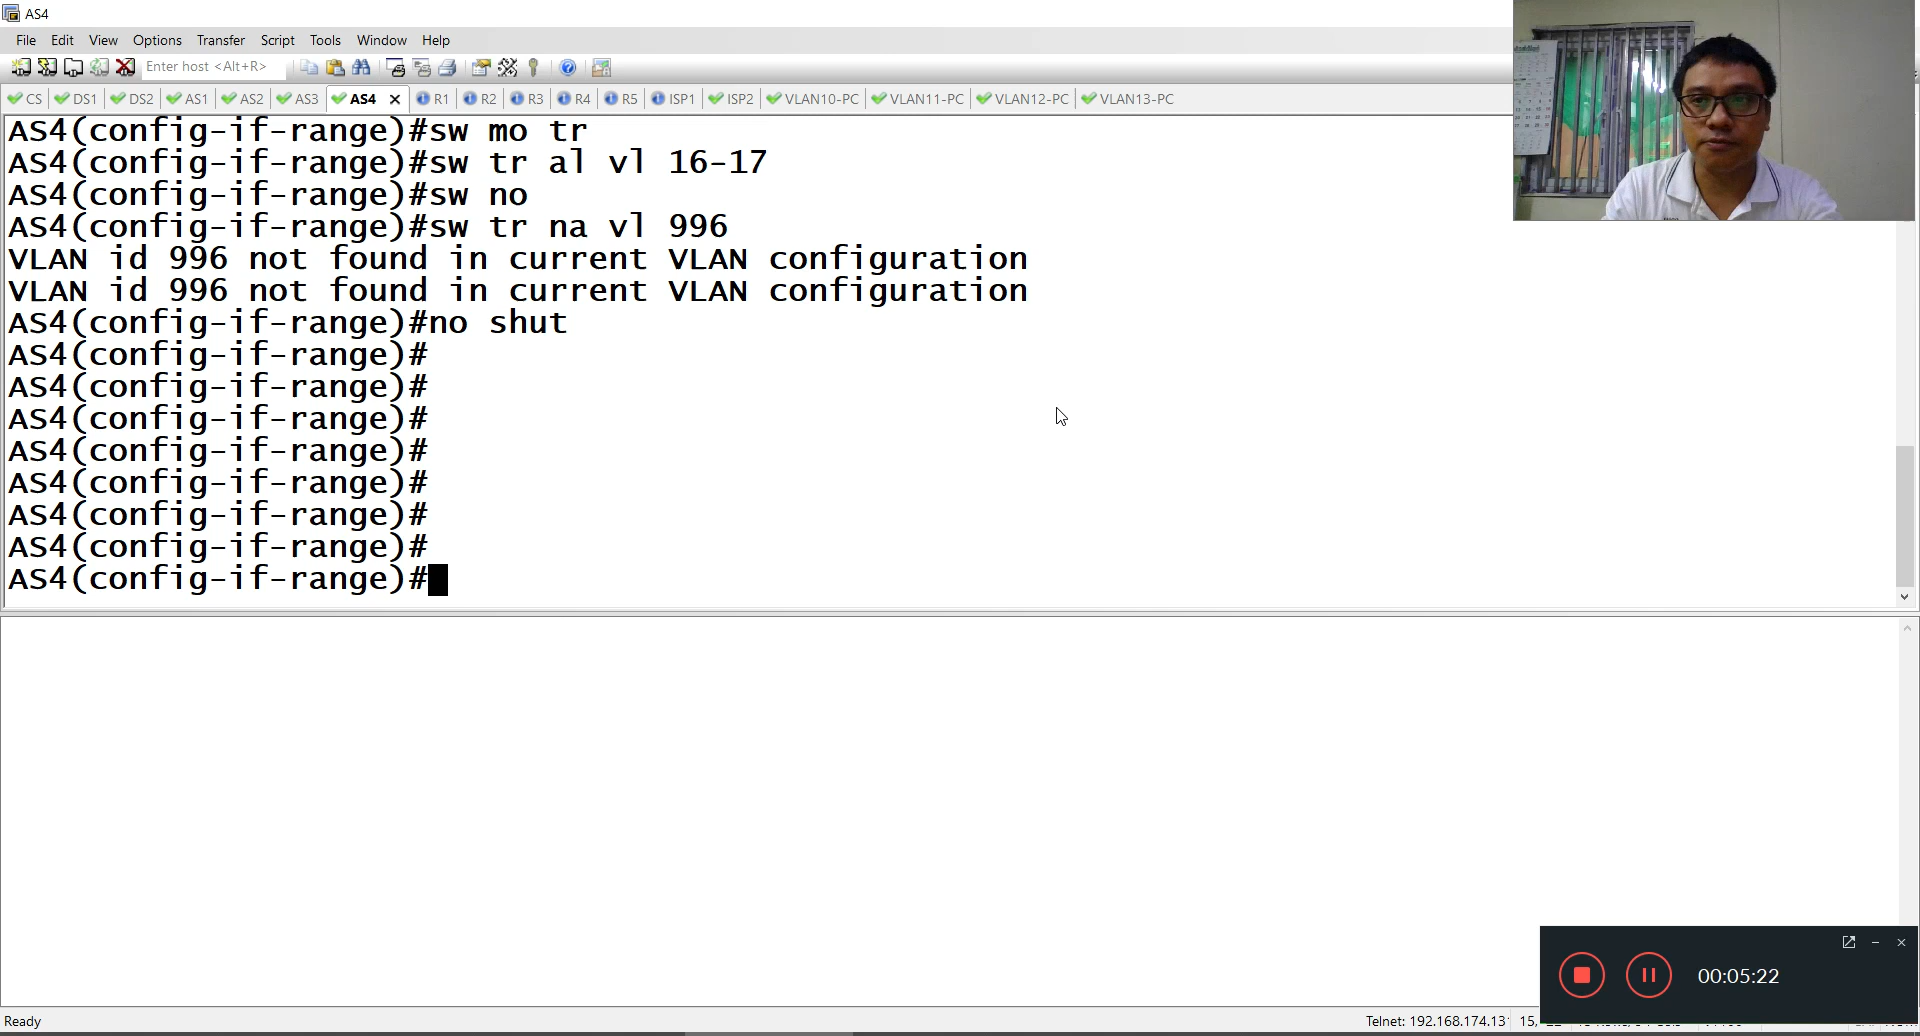 AS4
File Edit View Options Transfer Script Tools Window Help
Enter host <Alt+R>
CS DS1 DS2 AS1 AS2 AS3 AS4 R1 R2 R3 R4 R5 ISP1 ISP2 VLAN10-PC VLAN11-PC VLAN12-PC VLAN13-PC
AS4(config-if-range)#sw mo tr
AS4(config-if-range)#sw tr al vl 16-17
AS4(config-if-range)#sw no
AS4(config-if-range)#sw tr na vl 996
VLAN id 996 not found in current VLAN configuration
VLAN id 996 not found in current VLAN configuration
AS4(config-if-range)#no shut
AS4(config-if-range)#
AS4(config-if-range)#
AS4(config-if-range)#
AS4(config-if-range)#
AS4(config-if-range)#
AS4(config-if-range)#
AS4(config-if-range)#
AS4(config-if-range)#
00:05:22
Ready Telnet: 192.168.174.13 15,